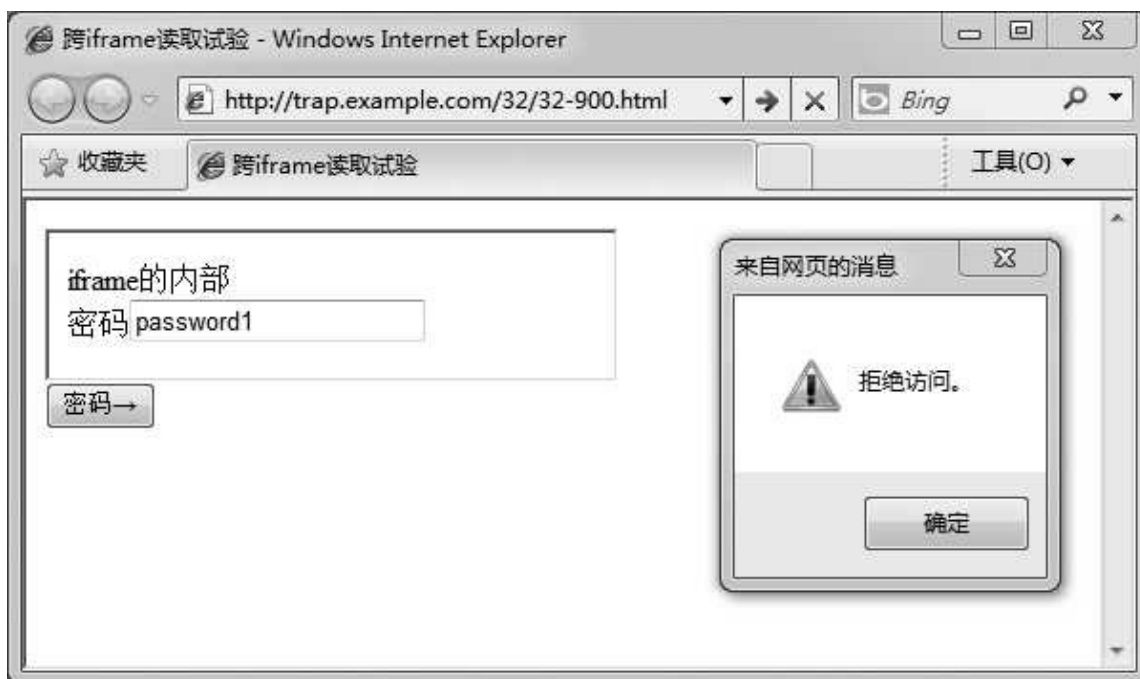 跨iframe读取试验 - Windows Internet Explorer
http://trap.example.com/32/32-900.html
Bing
收藏夹
跨iframe读取试验
工具(O)
iframe的内部
密码 password1
密码→
来自网页的消息
拒绝访问。
确定